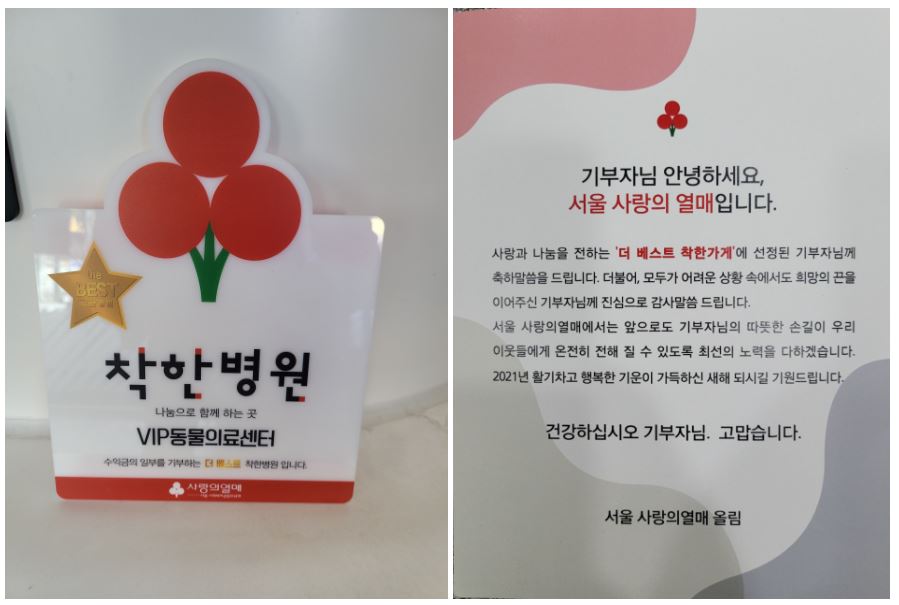 the
BEST
착한병원
나눔으로 함께 하는 곳
VIP동물의료센터
수익금의 일부를 기부하는 더 베스트 착한병원 입니다.
사랑의열매
기부자님 안녕하세요,
서울 사랑의 열매입니다.
사랑과 나눔을 전하는 '더 베스트 착한가게'에 선정된 기부자님께
축하말씀을 드립니다. 더불어, 모두가 어려운 상황 속에서도 희망의 끈을
이어주신 기부자님께 진심으로 감사말씀 드립니다.
서울 사랑의열매에서는 앞으로도 기부자님의 따뜻한 손길이 우리
이웃들에게 온전히 전해 질 수 있도록 최선의 노력을 다하겠습니다.
2021년 활기차고 행복한 기운이 가득하신 새해 되시길 기원드립니다.
건강하십시오 기부자님. 고맙습니다.
서울 사랑의열매 올림